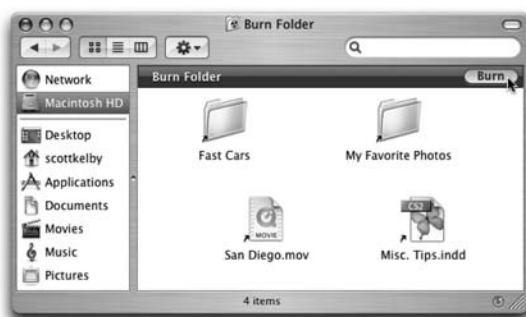 Burn Folder
Network
Macintosh HD
Desktop
scottkelby
Applications
Documents
Movies
Music
Pictures
Burn Folder
Burn
Fast Cars
My Favorite Photos
MOVIE
San Diego.mov
CS2
Misc. Tips.indd
4 items